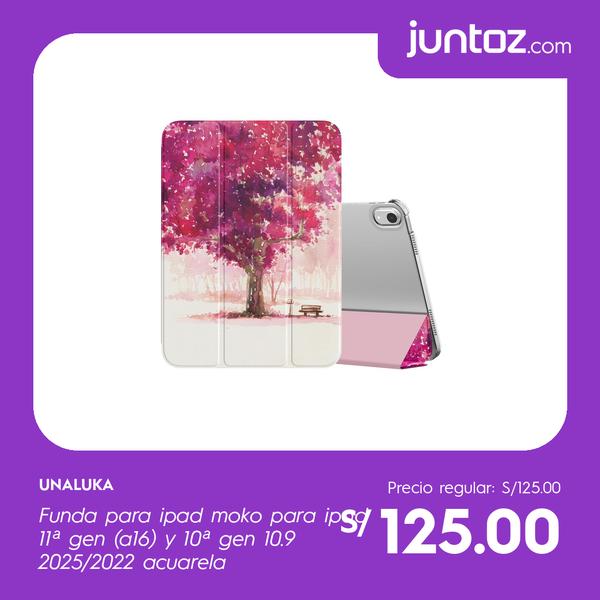 juntoz.com
UNALUKA
Precio regular: S/125.00
Funda para ipad moko para ipad
11ª gen (a16) y 10ª gen 10.9
2025/2022 acuarela
S/ 125.00